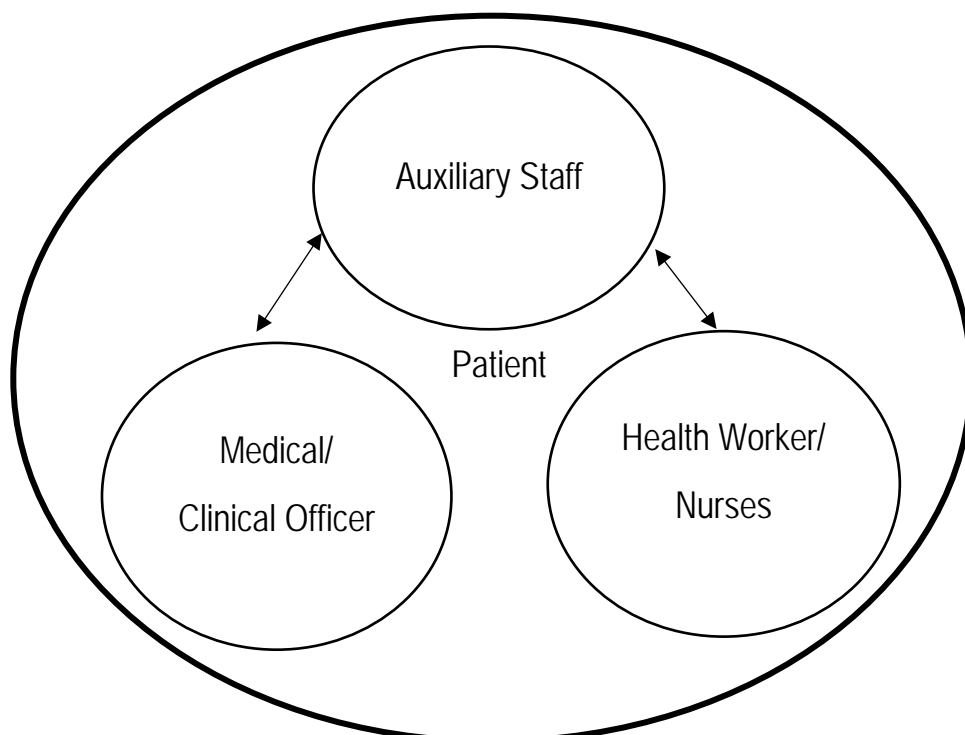 Auxiliary Staff
Patient
Medical/
Clinical Officer
Health Worker/
Nurses